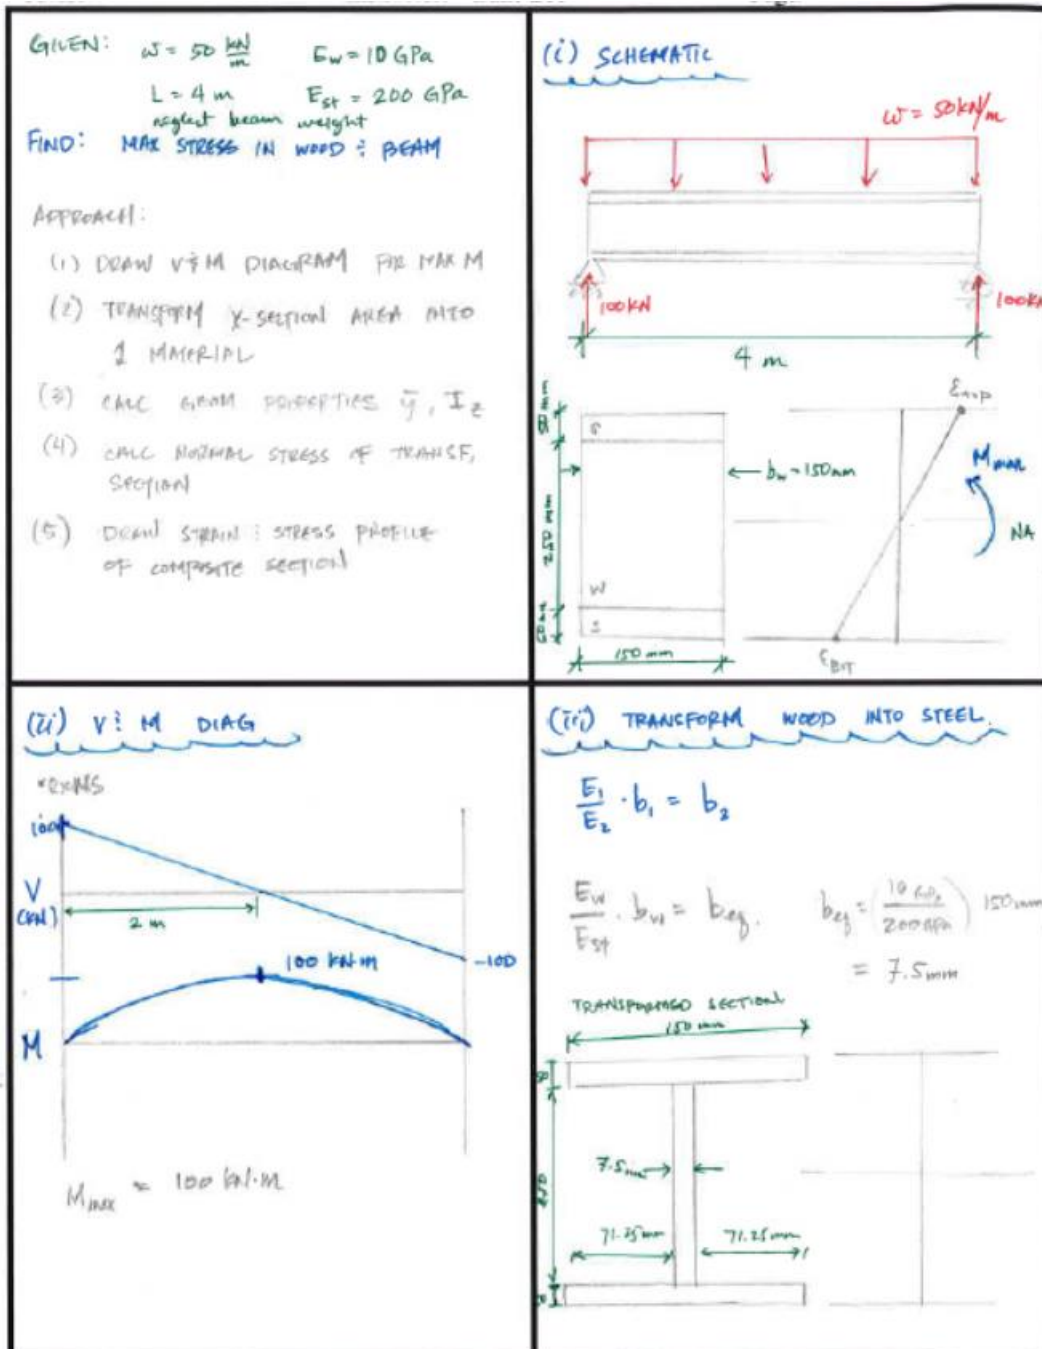 GIVEN: w = 50 kN/m E_w = 10 GPa
L = 4 m E_st = 200 GPa
neglect beam weight
FIND: MAX STRESS IN WOOD & BEAM
APPROACH:
(1) DRAW V & M DIAGRAM FOR MAX M
(2) TRANSFORM X-SECTION AREA INTO
1 MATERIAL
(3) CALC GEOM PROPERTIES ȳ, I_z
(4) CALC NORMAL STRESS OF TRANSF.
SECTION
(5) DRAW STRAIN & STRESS PROFILE
OF COMPOSITE SECTION
(i) SCHEMATIC
w = 50 kN/m
100 kN
100 kN
4 m
50 mm
S
250 mm
b_w = 150 mm
W
50 mm
S
150 mm
ε_TOP
M_max
NA
ε_BOT
(ii) V & M DIAG
100
V
(kN)
2 m
-100
100 kN·m
M
M_max = 100 kN·m
(iii) TRANSFORM WOOD INTO STEEL.
E₁/E₂ · b₁ = b₂
E_w/E_st · b_w = b_eq. b_eq = (10 GPa/200 GPa) 150 mm
= 7.5 mm
TRANSFORMED SECTION
150 mm
250
7.5 mm
71.25 mm
71.25 mm